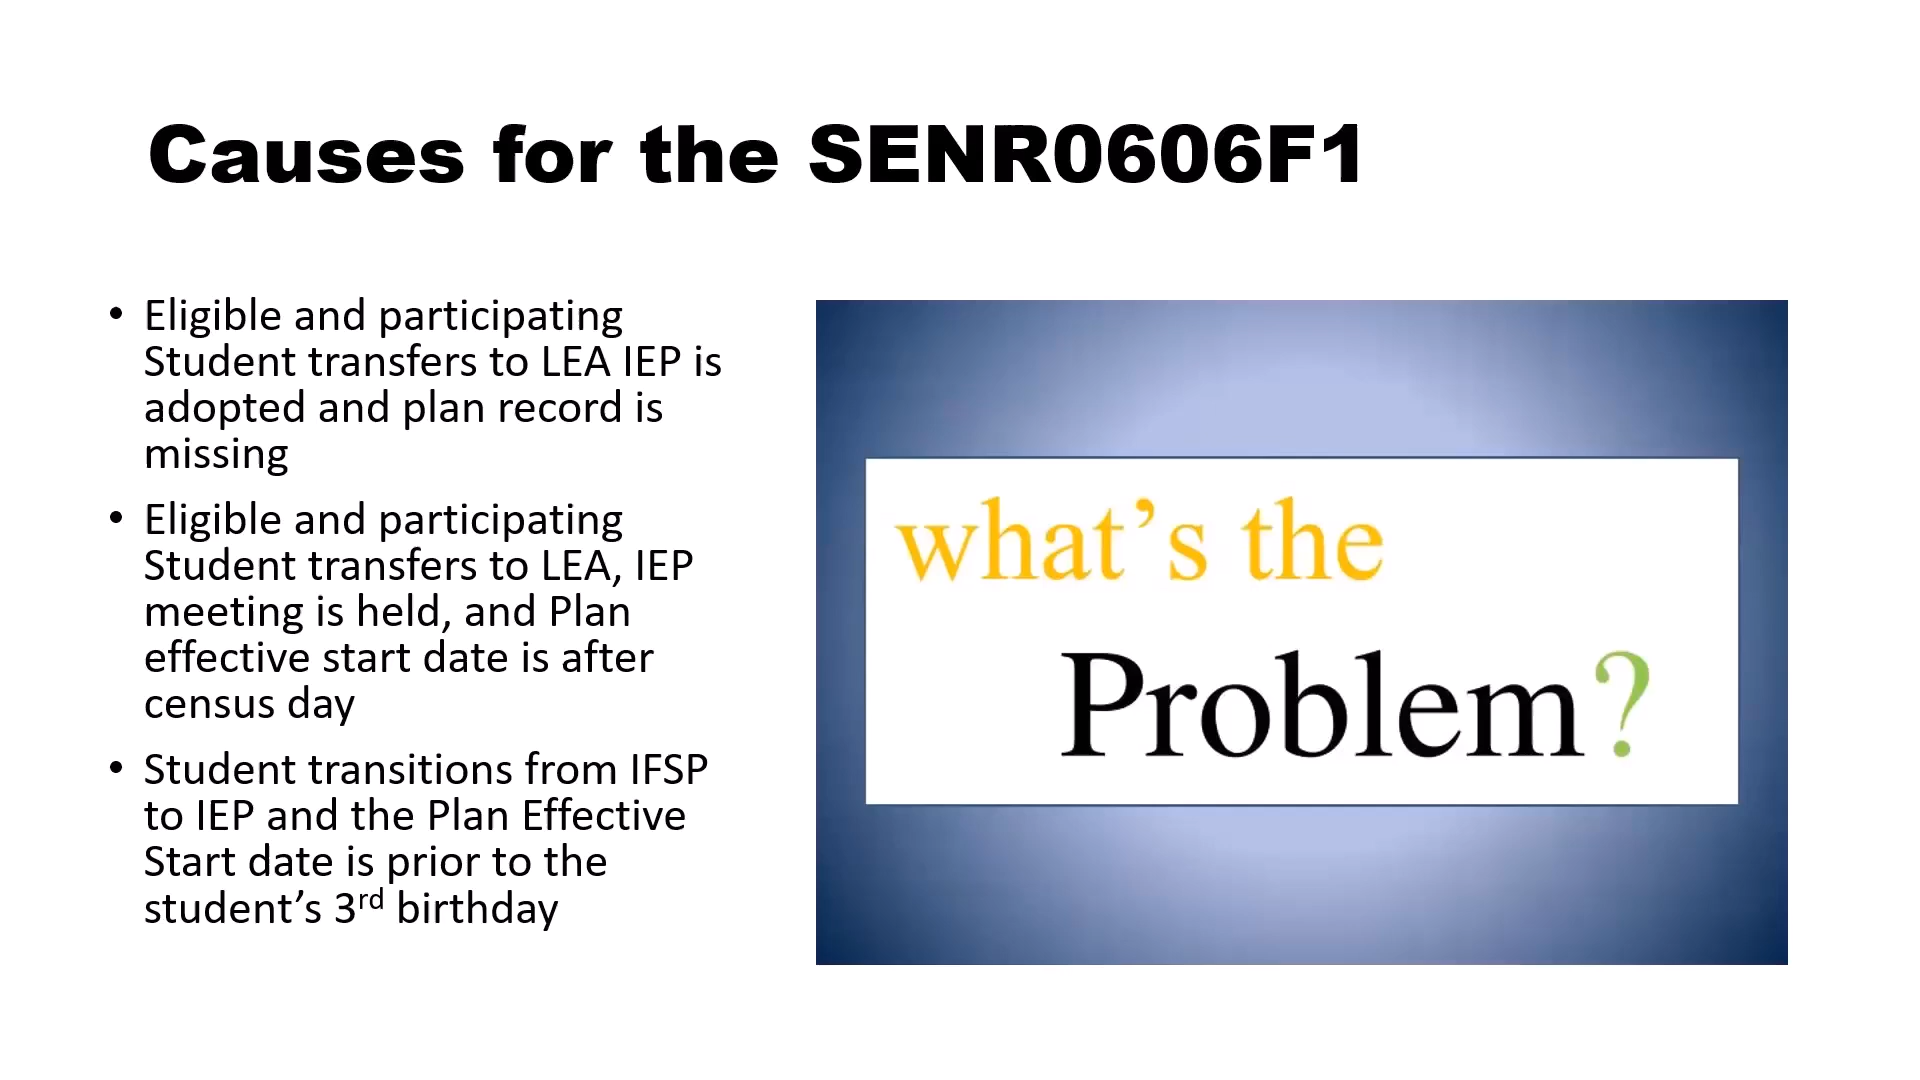 Causes for the SENR0606F1
• Eligible and participating
Student transfers to LEA IEP is
adopted and plan record is
missing
• Eligible and participating
Student transfers to LEA, IEP
meeting is held, and Plan
effective start date is after
census day
• Student transitions from IFSP
to IEP and the Plan Effective
Start date is prior to the
student’s 3rd birthday
what’s the
Problem?